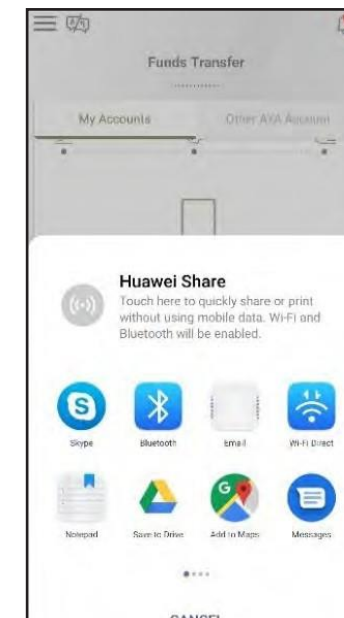 Funds Transfer
My Accounts
Other AYA Account
Huawei Share
Touch here to quickly share or print
without using mobile data. Wi-Fi and
Bluetooth will be enabled.
Skype Bluetooth Email Wi-Fi Direct
Notepad Save to Drive Add to Maps Messages
CANCEL